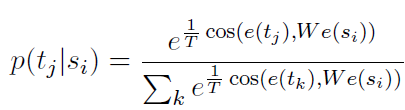 p(t_j|s_i) = \frac{e^{\frac{1}{T} \cos(e(t_j), We(s_i))}}{\sum_k e^{\frac{1}{T} \cos(e(t_k), We(s_i))}}